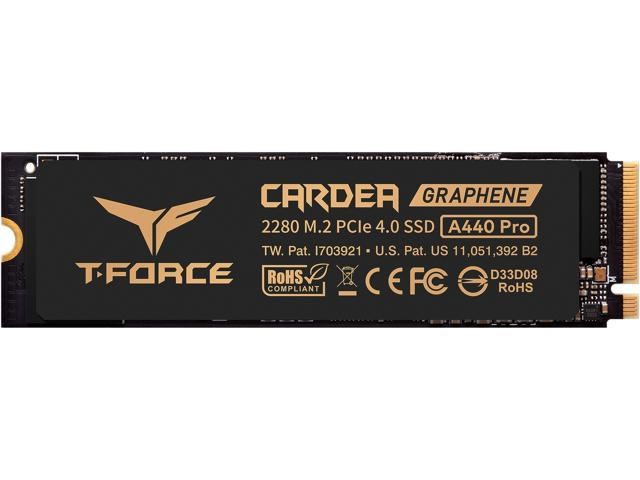 T-FORCE
CARDEA GRAPHENE
2280 M.2 PCIe 4.0 SSD A440 Pro
TW. Pat. I703921 • U.S. Pat. US 11,051,392 B2
RoHS
COMPLIANT
CE FC
D33D08
RoHS